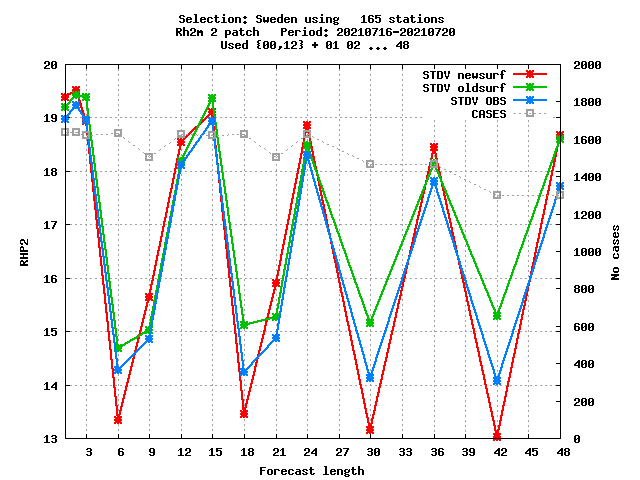 Selection: Sweden using   165 stations
Rh2m 2 patch   Period: 20210716-20210720
Used {00,12} + 01 02 ... 48
STDV newsurf
STDV oldsurf
STDV OBS
CASES
20
19
18
17
16
15
14
13
RHP2
2000
1800
1600
1400
1200
1000
800
600
400
200
0
No cases
3 6 9 12 15 18 21 24 27 30 33 36 39 42 45 48
Forecast length